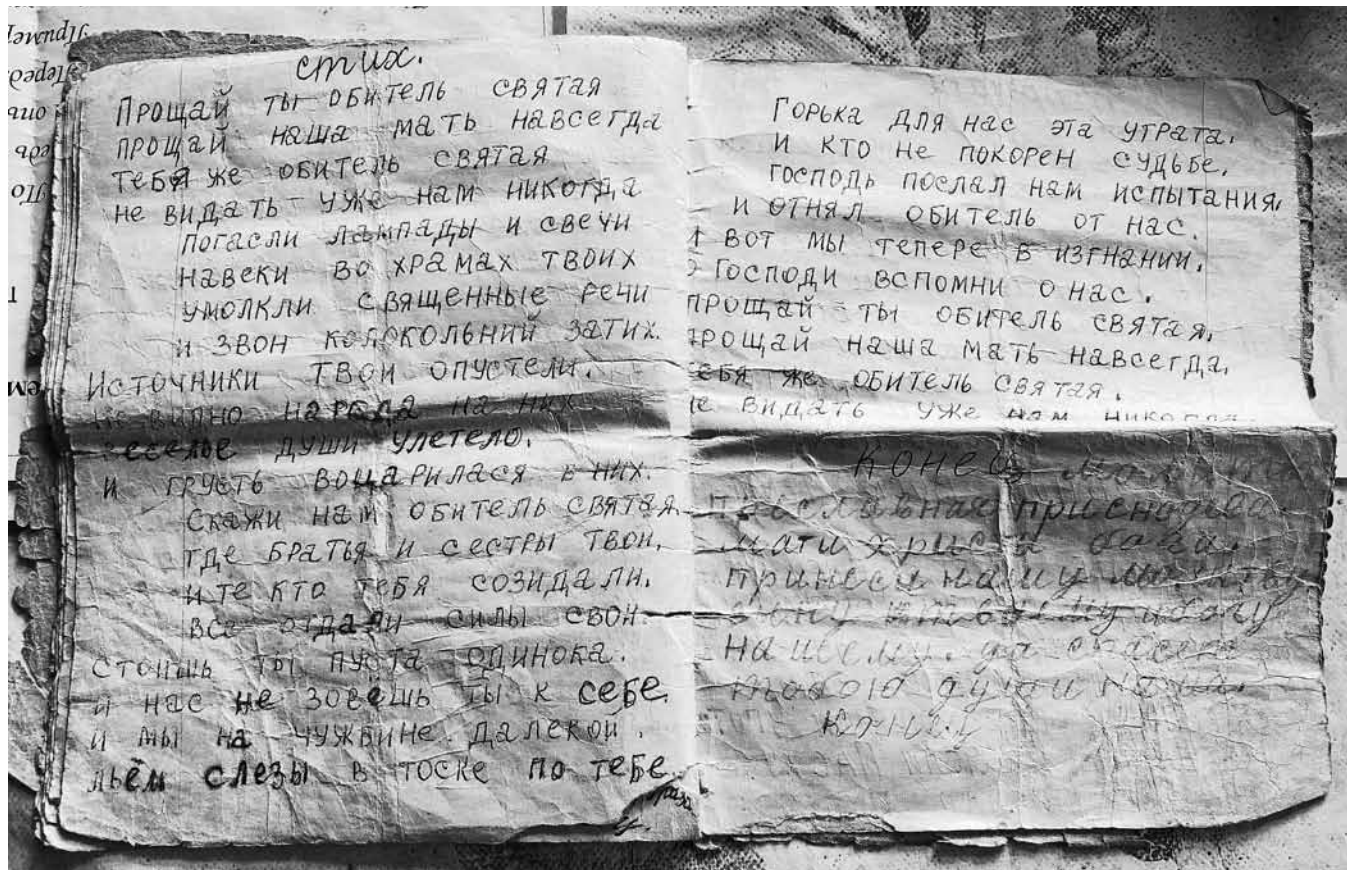 стих.
Прощай ты обитель святая
прощай наша мать навсегда
тебя же обитель святая
не видать уже нам никогда
погасли лампады и свечи
навеки во храмах твоих
умолкли священные речи
и звон колокольний затих.
Источники твои опустели.
не видно народа на них
веселье души улетело.
и грусть воцарилася в них.
Скажи нам обитель святая,
где братья и сестры твои,
и те кто тебя созидали.
все отдали силы свои.
стоишь ты пуста одинока.
и нас не зовёшь ты к себе,
и мы на чужбине далекой.
льём слезы в тоске по тебе.
Горька для нас эта утрата.
и кто не покорен судьбе.
господь послал нам испытания,
и отнял обитель от нас.
И вот мы тепере в изгнании.
О господи вспомни о нас.
прощай ты обитель святая,
прощай наша мать навсегда,
тебя же обитель святая.
не видать уже нам никогда
конец
преславная приснодева
мати христа бога.
принеси нашу молитву
сыну твоему и богу
нашему. да спасет
тобою души наша.
конец